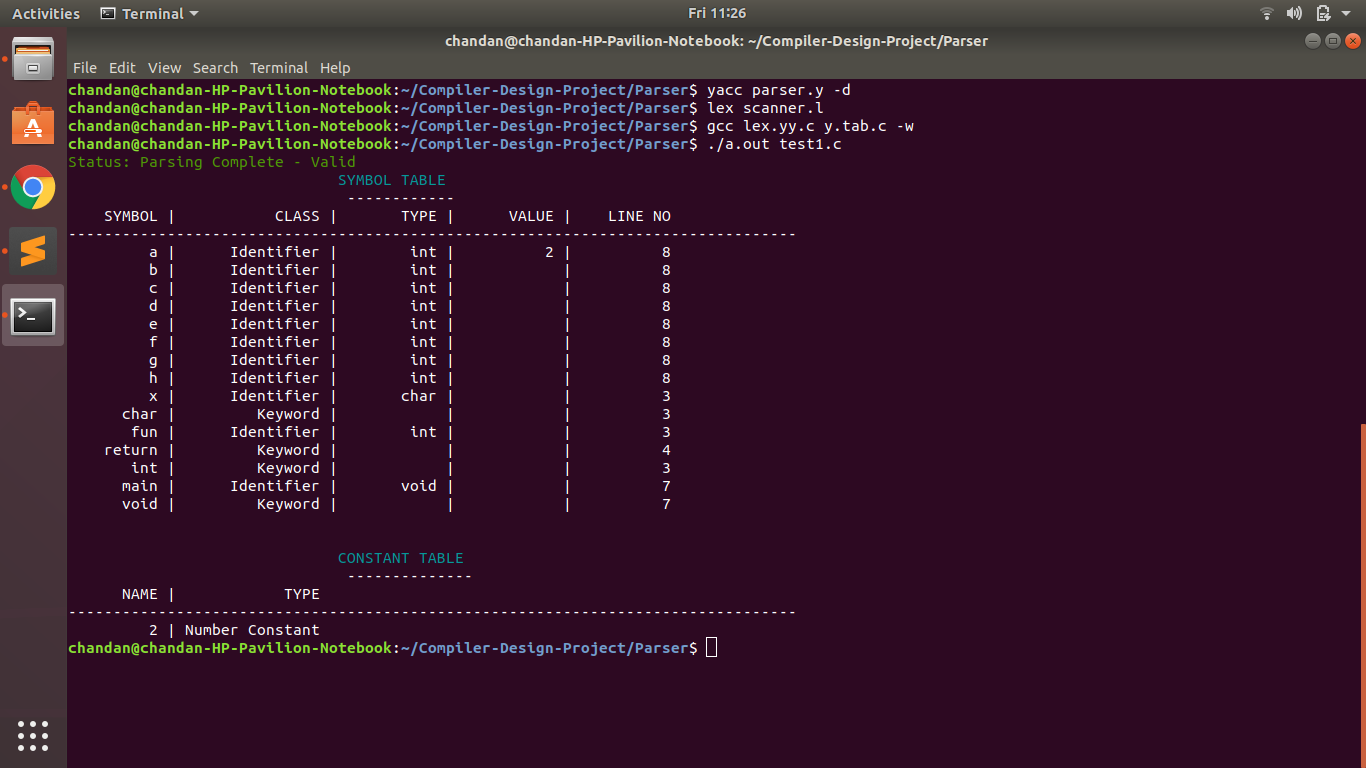 Activities Terminal Fri 11:26
chandan@chandan-HP-Pavilion-Notebook: ~/Compiler-Design-Project/Parser
File Edit View Search Terminal Help
chandan@chandan-HP-Pavilion-Notebook:~/Compiler-Design-Project/Parser$ yacc parser.y -d
chandan@chandan-HP-Pavilion-Notebook:~/Compiler-Design-Project/Parser$ lex scanner.l
chandan@chandan-HP-Pavilion-Notebook:~/Compiler-Design-Project/Parser$ gcc lex.yy.c y.tab.c -w
chandan@chandan-HP-Pavilion-Notebook:~/Compiler-Design-Project/Parser$ ./a.out test1.c
Status: Parsing Complete - Valid
SYMBOL TABLE
------------
SYMBOL | CLASS | TYPE | VALUE | LINE NO
---------------------------------------------------------------------------------
a | Identifier | int | 2 | 8
b | Identifier | int | | 8
c | Identifier | int | | 8
d | Identifier | int | | 8
e | Identifier | int | | 8
f | Identifier | int | | 8
g | Identifier | int | | 8
h | Identifier | int | | 8
x | Identifier | char | | 3
char | Keyword | | | 3
fun | Identifier | int | | 3
return | Keyword | | | 4
int | Keyword | | | 3
main | Identifier | void | | 7
void | Keyword | | | 7
CONSTANT TABLE
--------------
NAME | TYPE
---------------------------------------------------------------------------------
2 | Number Constant
chandan@chandan-HP-Pavilion-Notebook:~/Compiler-Design-Project/Parser$